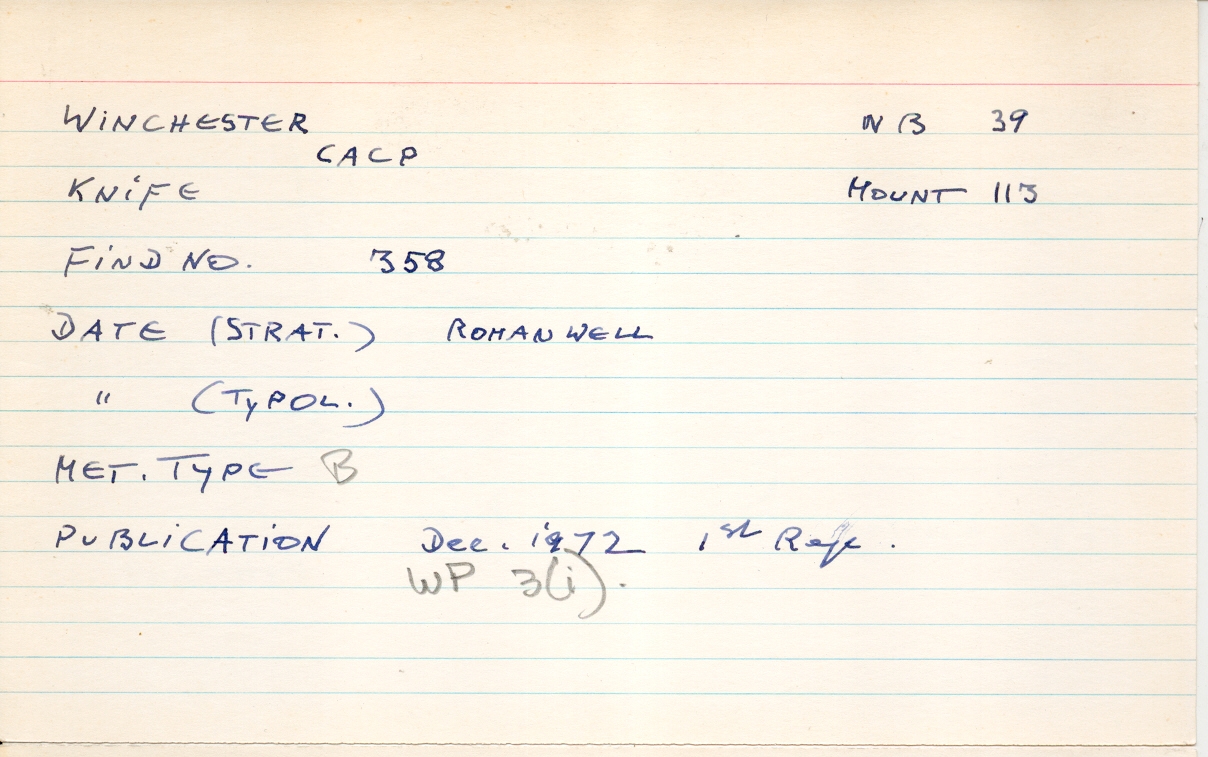 WINCHESTER NB 39
CACP
KNIFE MOUNT 113
FIND NO. 358
DATE (STRAT.) ROMAN WELL
" (TYPOL.)
MET. TYPE B
PUBLICATION Dec. 1972 1st Refe.
WP 3(i).